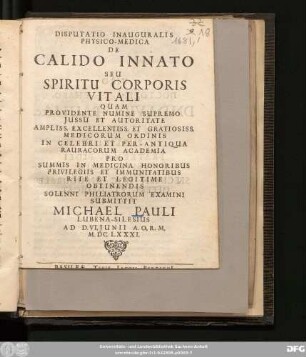 DISPUTATIO INAUGURALIS
PHYSICO-MEDICA
DE
CALIDO INNATO
SEU
SPIRITU CORPORIS
VITALI
QUAM
PROVIDENTE NUMINE SUPREMO
JUSSU ET AUTORITATE
AMPLISS. EXCELLENTISS. ET GRATIOSISS
MEDICORUM ORDINIS
IN CELEBRI ET PER-ANTIQUA
RAURACORUM ACADEMIA
PRO
SUMMIS IN MEDICINA HONORIBUS
PRIVILEGIIS ET IMMUNITATIBUS
RITE ET LEGITIME
OBTINENDIS
SOLENNI PHILIATRORUM EXAMINI
SUBMITTIT
MICHAEL PAULI
LUBENA-SILESIUS
AD D. VI JUNII A.O.R.M,
M.DC.LXXXI.
BASILEÆ